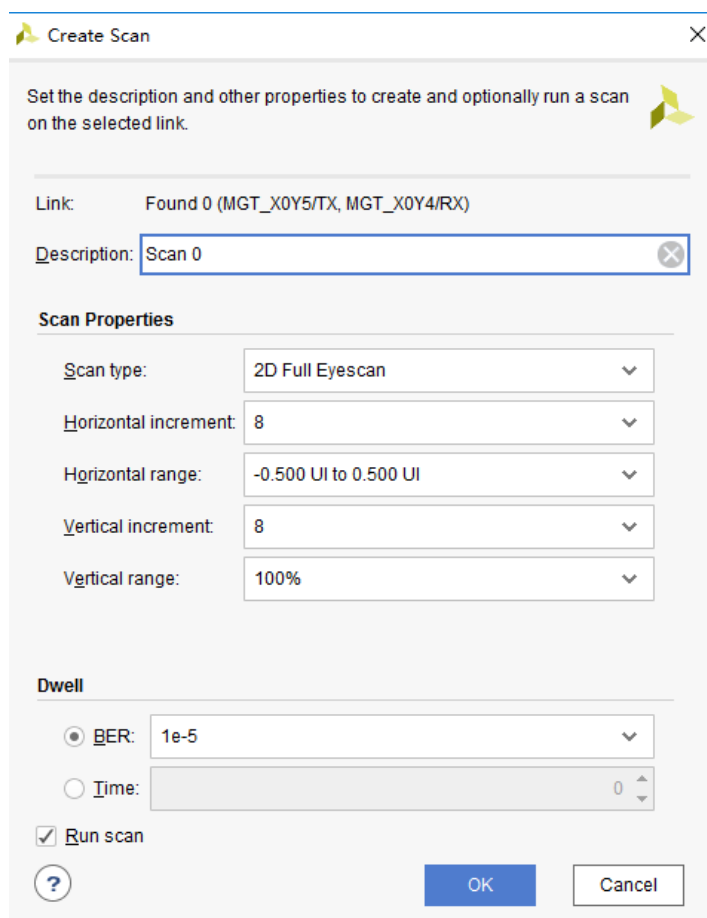 Create Scan
Set the description and other properties to create and optionally run a scan
on the selected link.
Link: Found 0 (MGT_X0Y5/TX, MGT_X0Y4/RX)
Description: Scan 0
Scan Properties
Scan type: 2D Full Eyescan
Horizontal increment: 8
Horizontal range: -0.500 UI to 0.500 UI
Vertical increment: 8
Vertical range: 100%
Dwell
BER: 1e-5
Time: 0
Run scan
? OK Cancel